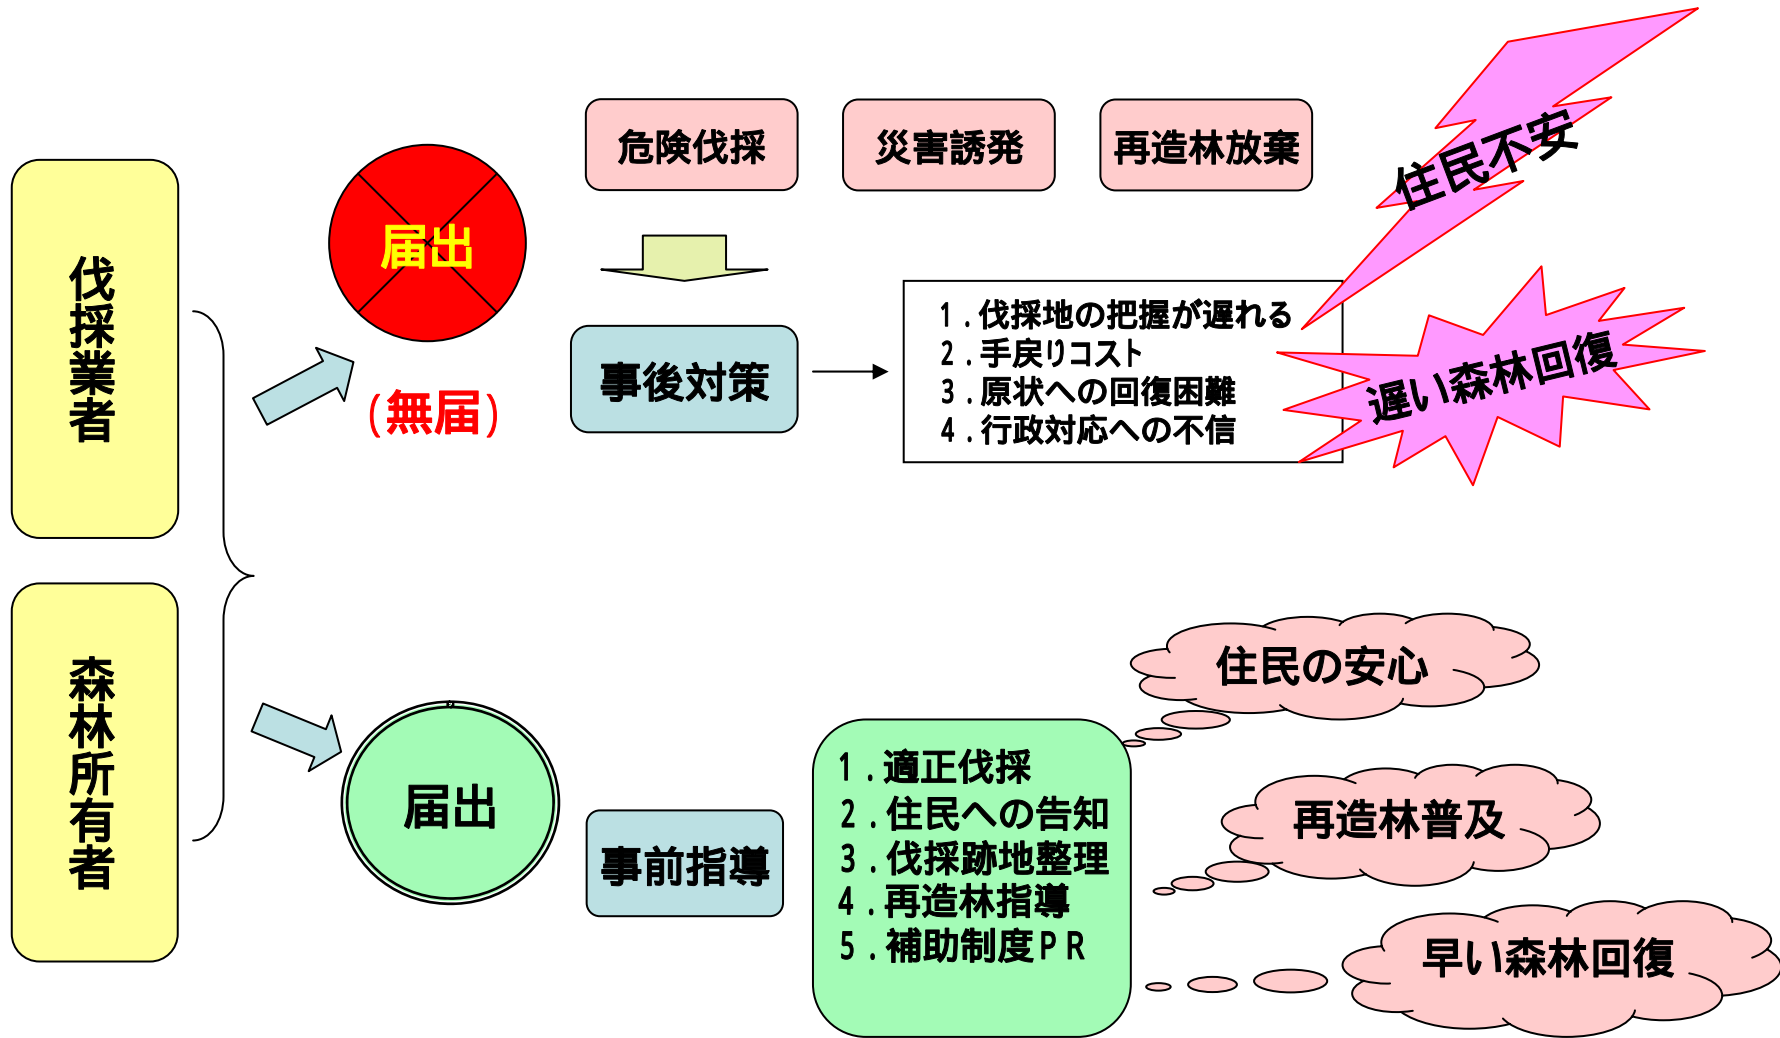 伐採業者
森林所有者
届出
(無届)
危険伐採
災害誘発
再造林放棄
住民不安
事後対策
1.伐採地の把握が遅れる
2.手戻りコスト
3.原状への回復困難
4.行政対応への不信
遅い森林回復
届出
事前指導
1.適正伐採
2.住民への告知
3.伐採跡地整理
4.再造林指導
5.補助制度PR
住民の安心
再造林普及
早い森林回復